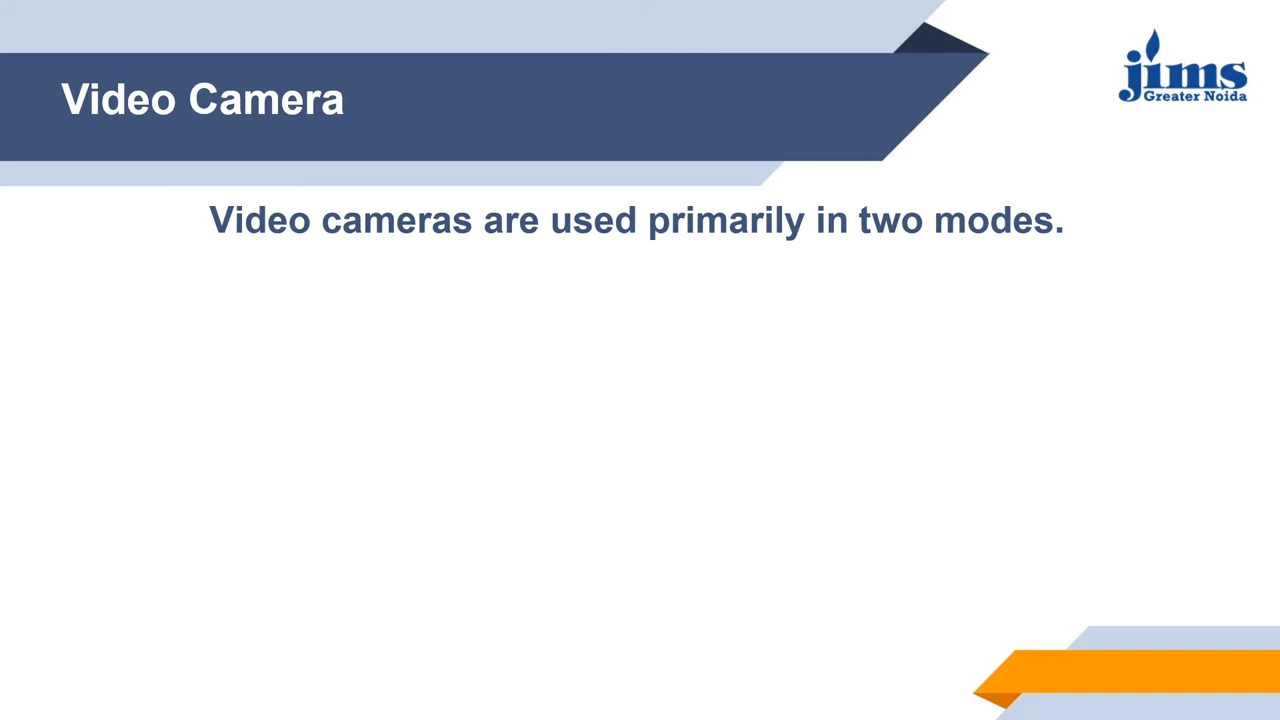 Video Camera
jims
Greater Noida
Video cameras are used primarily in two modes.